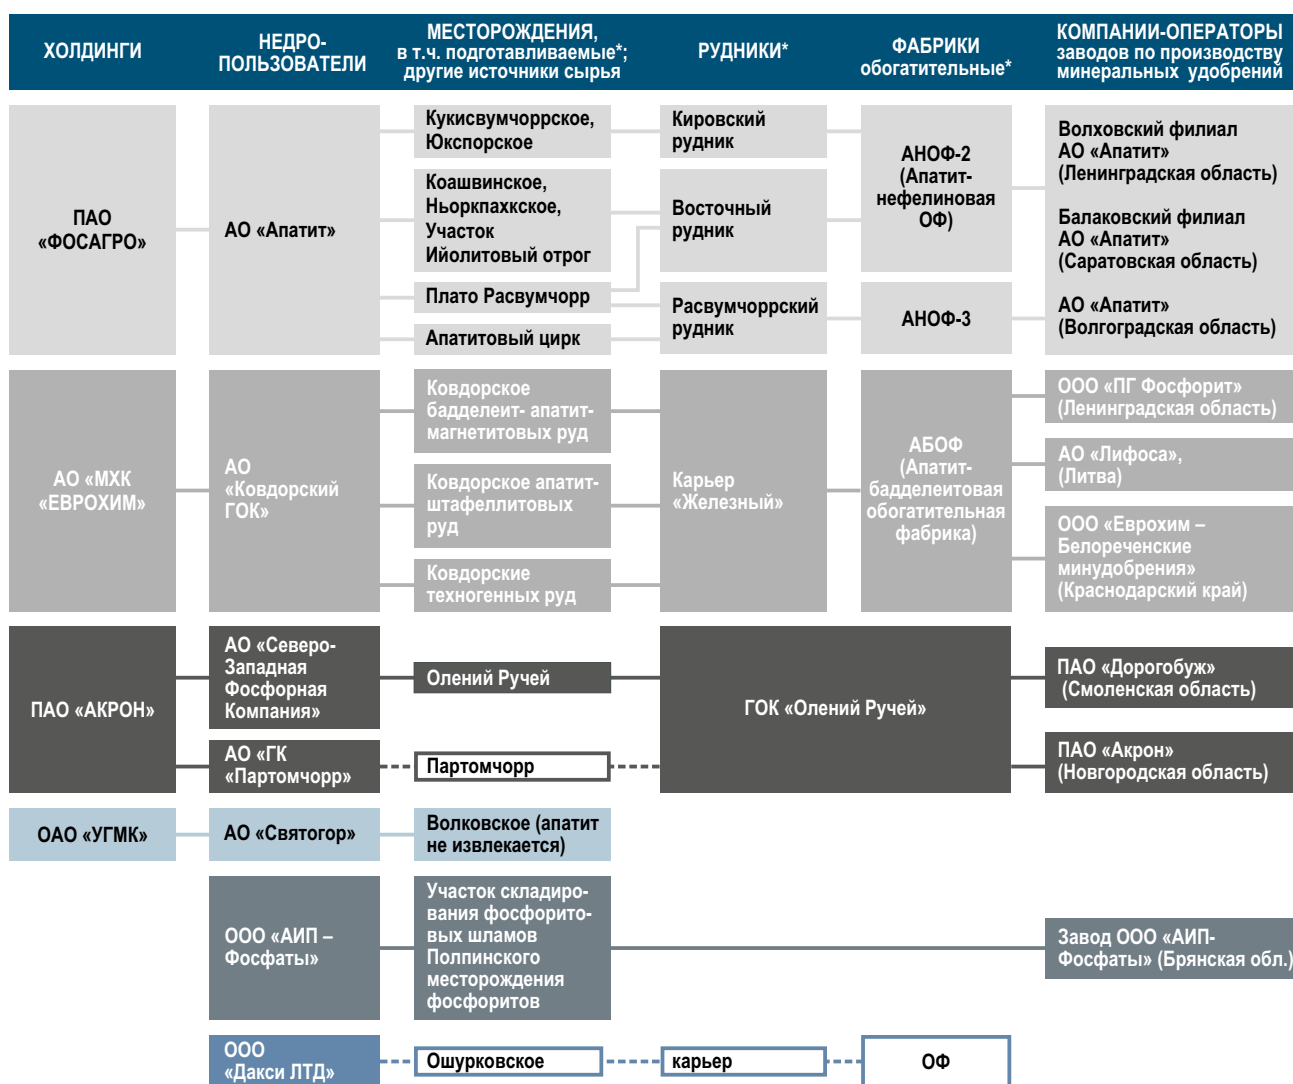 ХОЛДИНГИ
НЕДРО-
ПОЛЬЗОВАТЕЛИ
МЕСТОРОЖДЕНИЯ,
в т.ч. подготавливаемые*;
другие источники сырья
РУДНИКИ*
ФАБРИКИ
обогатительные*
КОМПАНИИ-ОПЕРАТОРЫ
заводов по производству
минеральных удобрений
ПАО
«ФОСАГРО»
АО «Апатит»
Кукисвумчоррское,
Юкспорское
Коашвинское,
Ньоркпахкское,
Участок
Ийолитовый отрог
Плато Расвумчорр
Апатитовый цирк
Кировский
рудник
Восточный
рудник
Расвумчоррский
рудник
АНОФ-2
(Апатит-
нефелиновая
ОФ)
АНОФ-3
Волховский филиал
АО «Апатит»
(Ленинградская область)
Балаковский филиал
АО «Апатит»
(Саратовская область)
АО «Апатит»
(Волгоградская область)
АО «МХК
«ЕВРОХИМ»
АО
«Ковдорский
ГОК»
Ковдорское
бадделеит- апатит-
магнетитовых руд
Ковдорское апатит-
штафеллитовых
руд
Ковдорские
техногенных руд
Карьер
«Железный»
АБОФ
(Апатит-
бадделеитовая
обогатительная
фабрика)
ООО «ПГ Фосфорит»
(Ленинградская область)
АО «Лифоса»,
(Литва)
ООО «Еврохим –
Белореченские
минудобрения»
(Краснодарский край)
ПАО «АКРОН»
АО «Северо-
Западная
Фосфорная
Компания»
Олений Ручей
АО «ГК
«Партомчорр»
Партомчорр
ГОК «Олений Ручей»
ПАО «Дорогобуж»
(Смоленская область)
ПАО «Акрон»
(Новгородская область)
ОАО «УГМК»
АО «Святогор»
Волковское (апатит
не извлекается)
ООО «АИП –
Фосфаты»
Участок складиро-
вания фосфорито-
вых шламов
Полпинского
месторождения
фосфоритов
Завод ООО «АИП-
Фосфаты» (Брянская обл.)
ООО
«Дакси ЛТД»
Ошурковское
карьер
ОФ